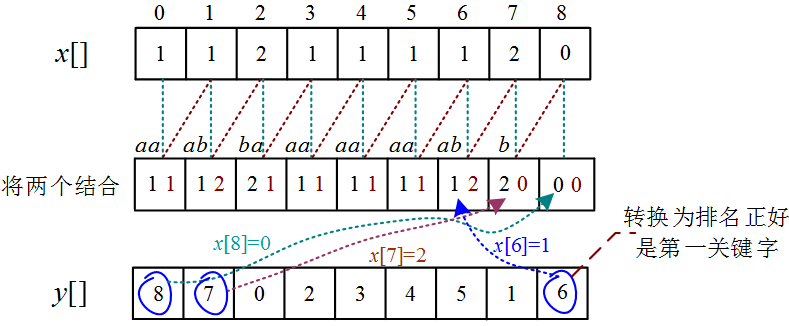 0 1 2 3 4 5 6 7 8
x[] 1 1 2 1 1 1 1 2 0
aa ab ba aa aa aa ab b
将两个结合 1 1 1 2 2 1 1 1 1 1 1 1 1 2 2 0 0 0
转换为排名正好
x[8]=0 x[7]=2 x[6]=1 是第一关键字
y[] 8 7 0 2 3 4 5 1 6